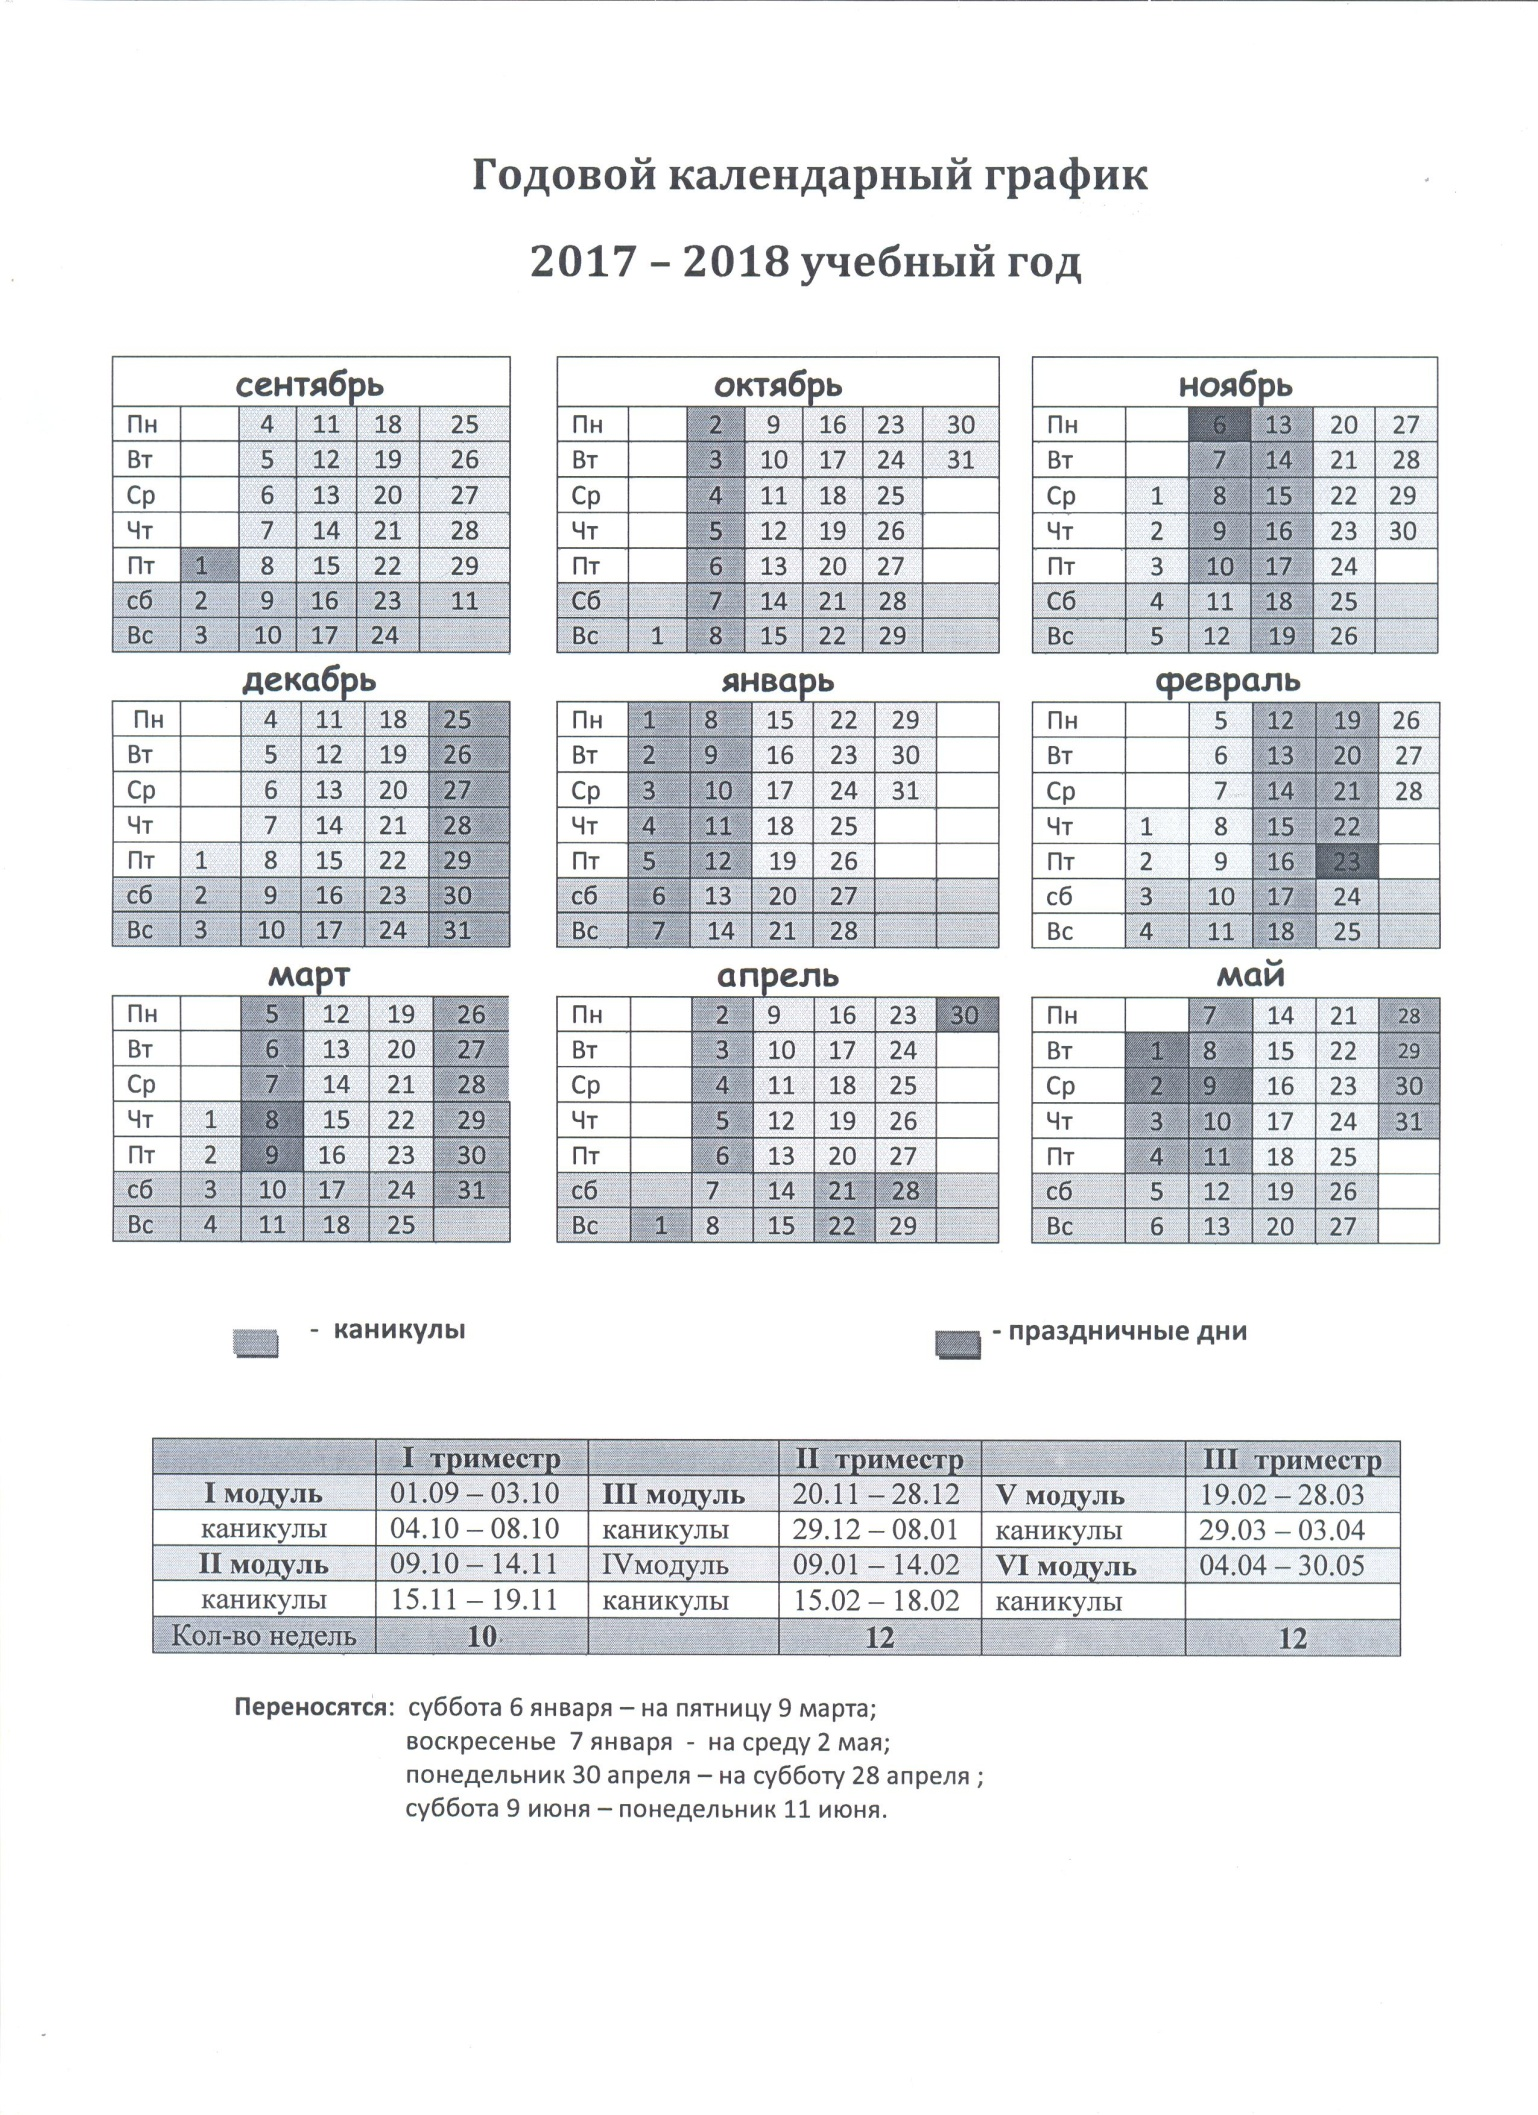 Годовой календарный график
2017 – 2018 учебный год
сентябрь
Пн 4 11 18 25
Вт 5 12 19 26
Ср 6 13 20 27
Чт 7 14 21 28
Пт 1 8 15 22 29
сб 2 9 16 23 11
Вс 3 10 17 24
октябрь
Пн 2 9 16 23 30
Вт 3 10 17 24 31
Ср 4 11 18 25
Чт 5 12 19 26
Пт 6 13 20 27
Сб 7 14 21 28
Вс 1 8 15 22 29
ноябрь
Пн 6 13 20 27
Вт 7 14 21 28
Ср 1 8 15 22 29
Чт 2 9 16 23 30
Пт 3 10 17 24
Сб 4 11 18 25
Вс 5 12 19 26
декабрь
Пн 4 11 18 25
Вт 5 12 19 26
Ср 6 13 20 27
Чт 7 14 21 28
Пт 1 8 15 22 29
сб 2 9 16 23 30
Вс 3 10 17 24 31
январь
Пн 1 8 15 22 29
Вт 2 9 16 23 30
Ср 3 10 17 24 31
Чт 4 11 18 25
Пт 5 12 19 26
сб 6 13 20 27
Вс 7 14 21 28
февраль
Пн 5 12 19 26
Вт 6 13 20 27
Ср 7 14 21 28
Чт 1 8 15 22
Пт 2 9 16 23
сб 3 10 17 24
Вс 4 11 18 25
март
Пн 5 12 19 26
Вт 6 13 20 27
Ср 7 14 21 28
Чт 1 8 15 22 29
Пт 2 9 16 23 30
сб 3 10 17 24 31
Вс 4 11 18 25
апрель
Пн 2 9 16 23 30
Вт 3 10 17 24
Ср 4 11 18 25
Чт 5 12 19 26
Пт 6 13 20 27
сб 7 14 21 28
Вс 1 8 15 22 29
май
Пн 7 14 21 28
Вт 1 8 15 22 29
Ср 2 9 16 23 30
Чт 3 10 17 24 31
Пт 4 11 18 25
сб 5 12 19 26
Вс 6 13 20 27
- каникулы
- праздничные дни
I триместр II триместр III триместр
I модуль 01.09 – 03.10 III модуль 20.11 – 28.12 V модуль 19.02 – 28.03
каникулы 04.10 – 08.10 каникулы 29.12 – 08.01 каникулы 29.03 – 03.04
II модуль 09.10 – 14.11 IVмодуль 09.01 – 14.02 VI модуль 04.04 – 30.05
каникулы 15.11 – 19.11 каникулы 15.02 – 18.02 каникулы
Кол-во недель 10 12 12
Переносятся: суббота 6 января – на пятницу 9 марта;
воскресенье 7 января - на среду 2 мая;
понедельник 30 апреля – на субботу 28 апреля ;
суббота 9 июня – понедельник 11 июня.